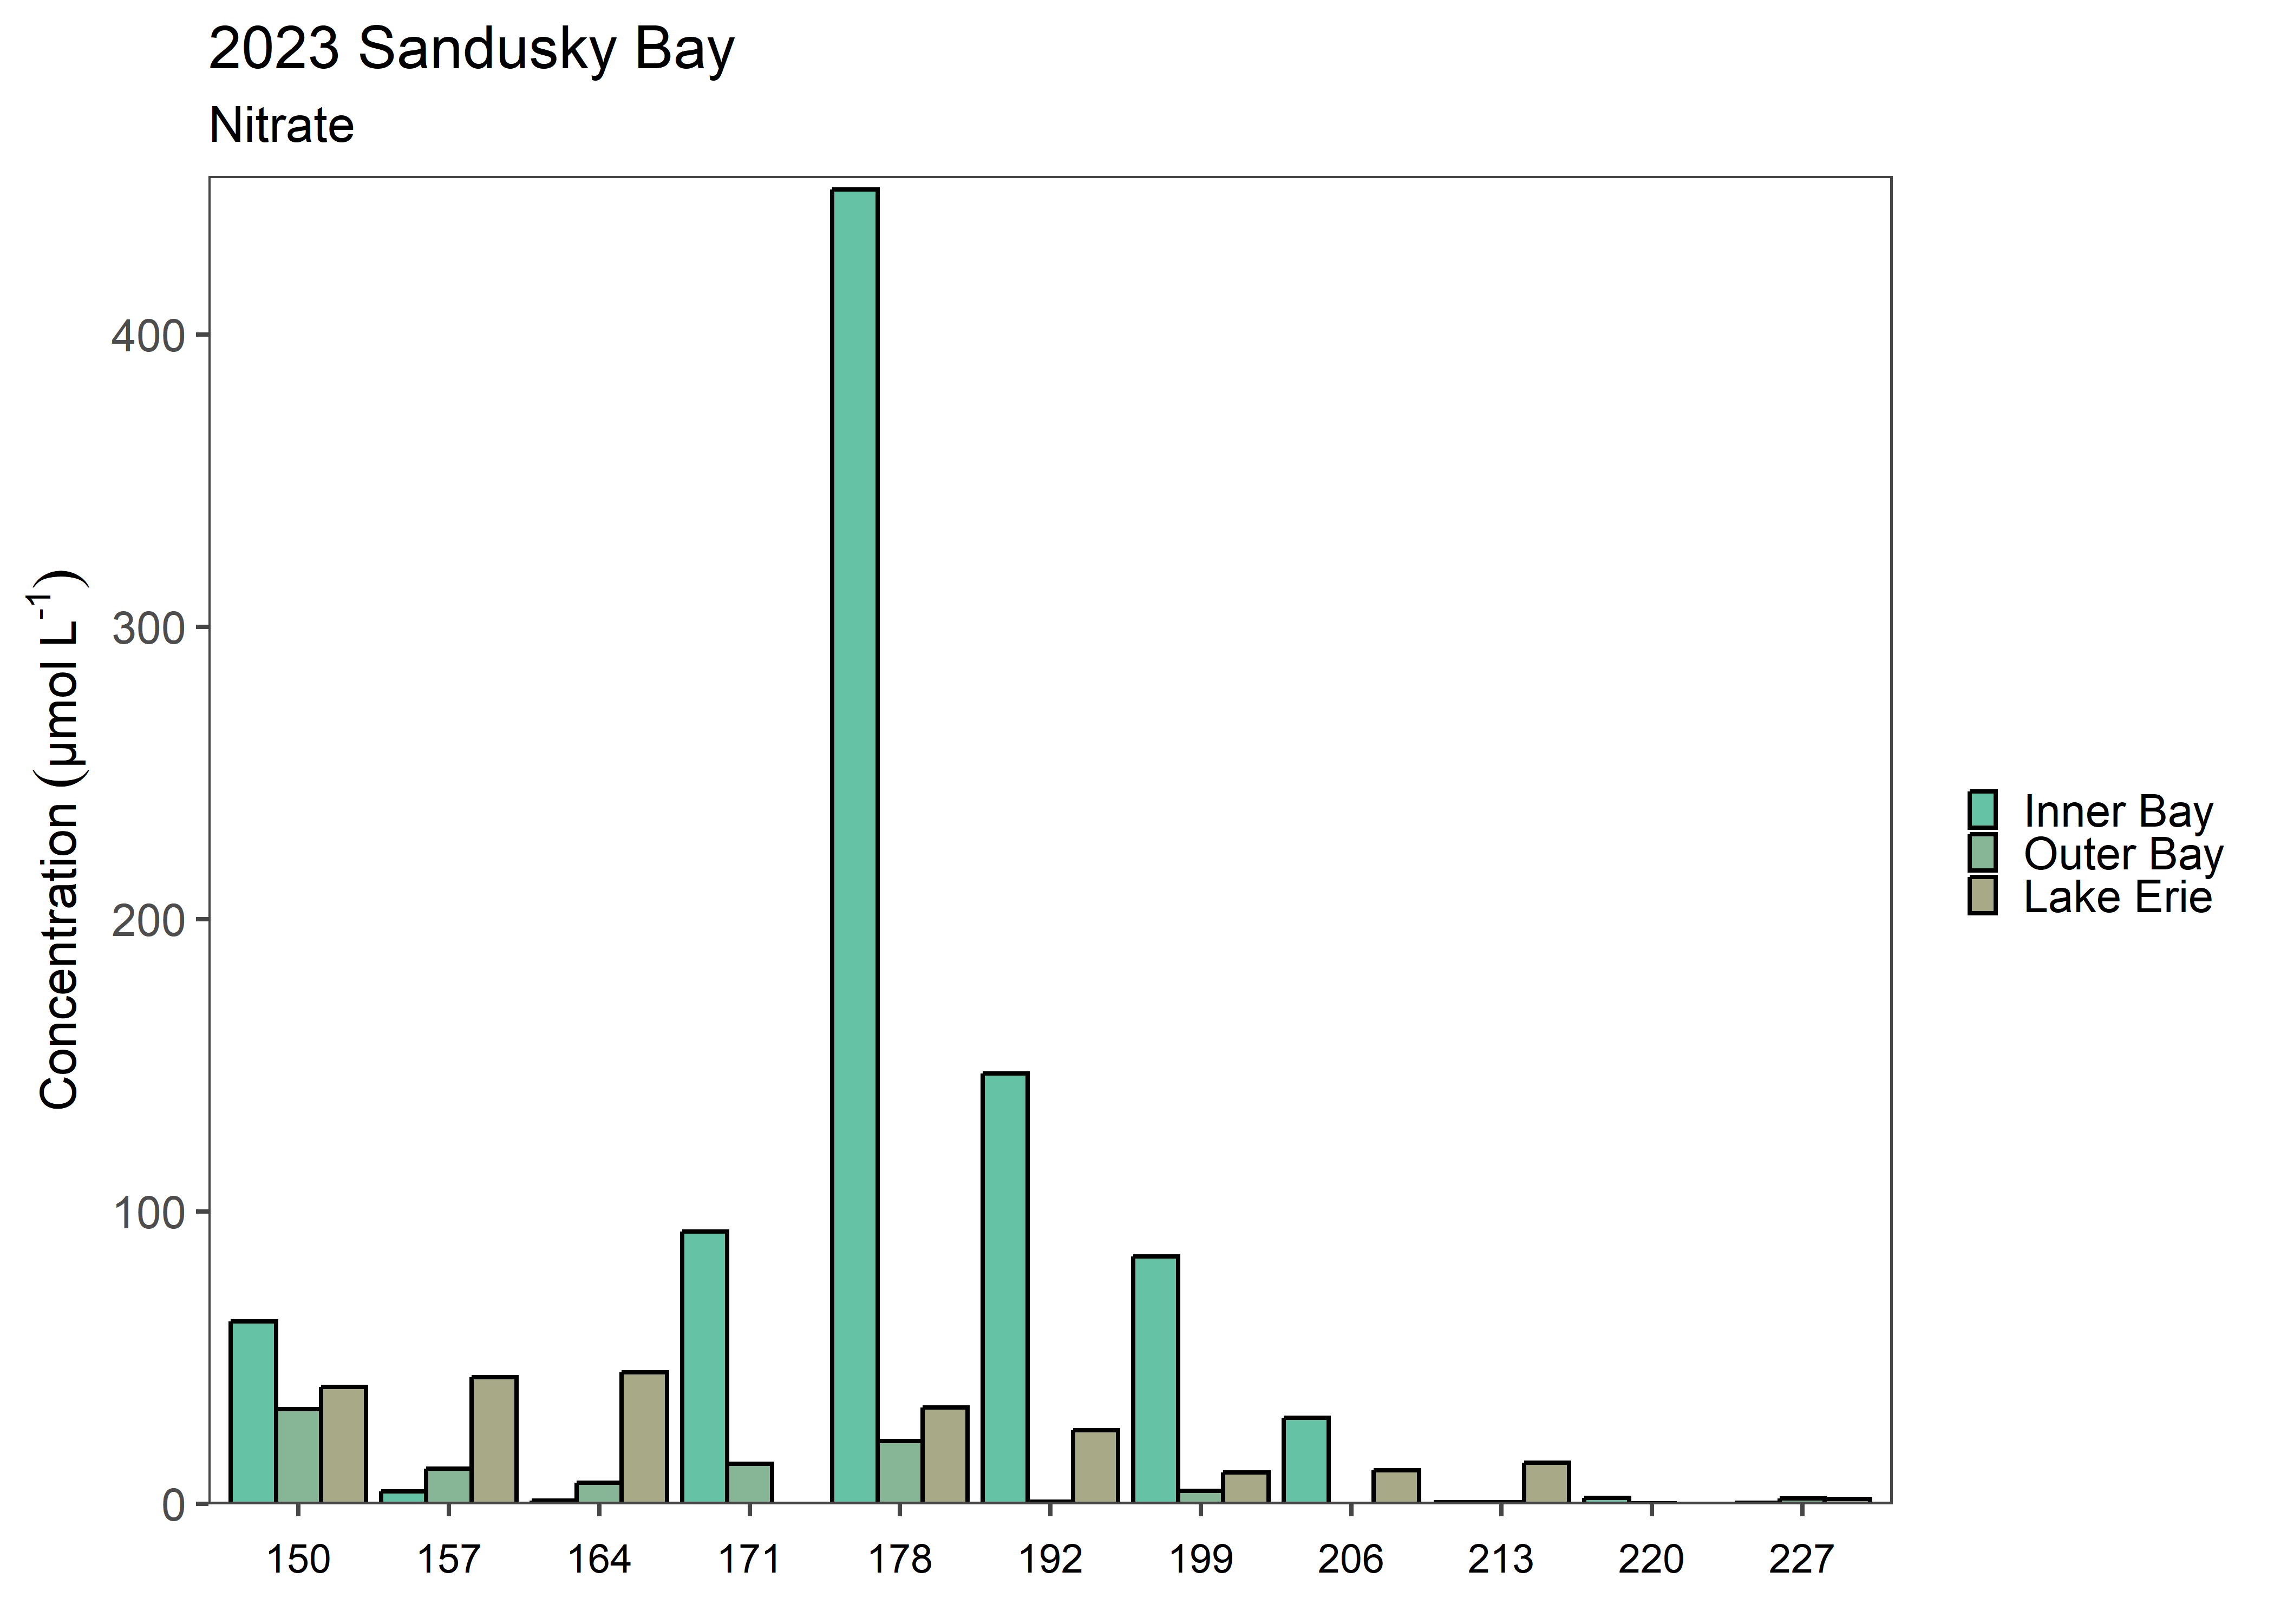 2023 Sandusky Bay
Nitrate
Concentration (µmol L⁻¹)
400
300
200
100
0
150 157 164 171 178 192 199 206 213 220 227
Inner Bay
Outer Bay
Lake Erie